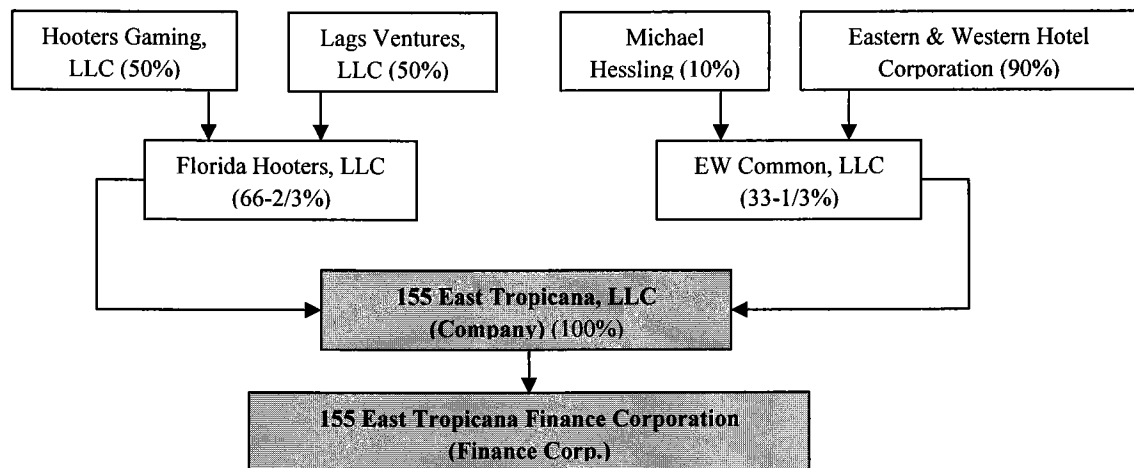 Hooters Gaming,
LLC (50%)
Lags Ventures,
LLC (50%)
Michael
Hessling (10%)
Eastern & Western Hotel
Corporation (90%)
Florida Hooters, LLC
(66-2/3%)
EW Common, LLC
(33-1/3%)
155 East Tropicana, LLC
(Company) (100%)
155 East Tropicana Finance Corporation
(Finance Corp.)